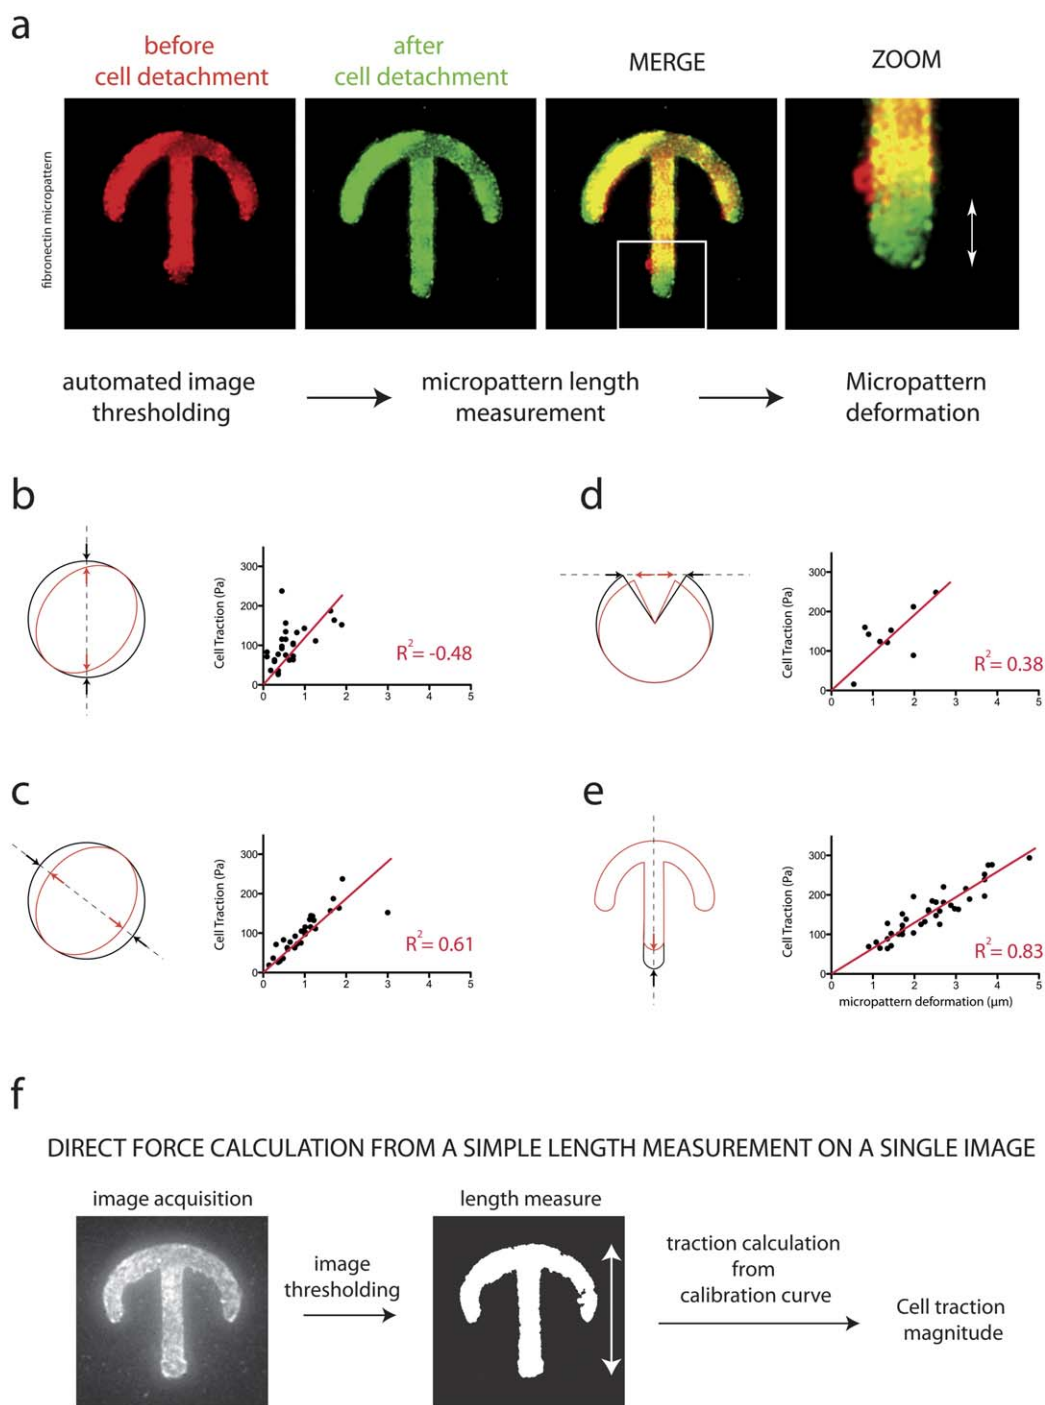 a
before
cell detachment
after
cell detachment
MERGE
ZOOM
fibronectin micropattern
automated image
thresholding
micropattern length
measurement
Micropattern
deformation
b
Cell Traction (Pa)
300
200
100
0
0 1 2 3 4 5
R² = -0.48
d
Cell Traction (Pa)
300
200
100
0
0 1 2 3 4 5
R² = 0.38
c
Cell Traction (Pa)
300
200
100
0
0 1 2 3 4 5
R² = 0.61
e
Cell Traction (Pa)
300
200
100
0
0 1 2 3 4 5
R² = 0.83
micropattern deformation (µm)
f
DIRECT FORCE CALCULATION FROM A SIMPLE LENGTH MEASUREMENT ON A SINGLE IMAGE
image acquisition
image
thresholding
length measure
traction calculation
from
calibration curve
Cell traction
magnitude